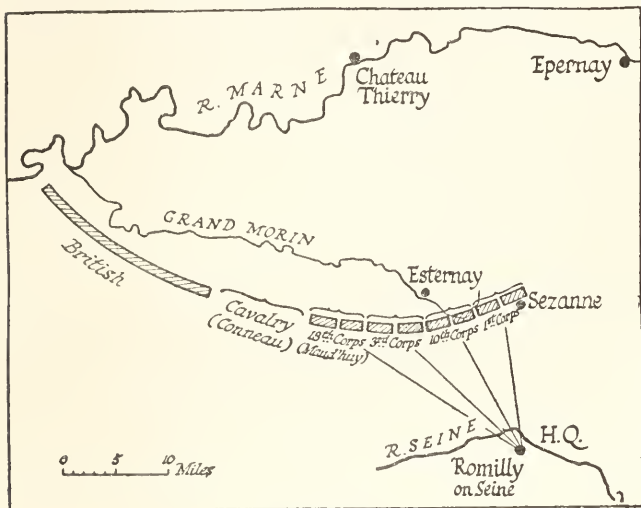 R. MARNE
Chateau
Thierry
Epernay
GRAND MORIN
British
Esternay
Sezanne
Cavalry
(Conneau)
18th Corps
(Maud'huy)
3rd Corps
10th Corps
1st Corps
R. SEINE
H.Q.
Romilly
on Seine
0 5 10
Miles